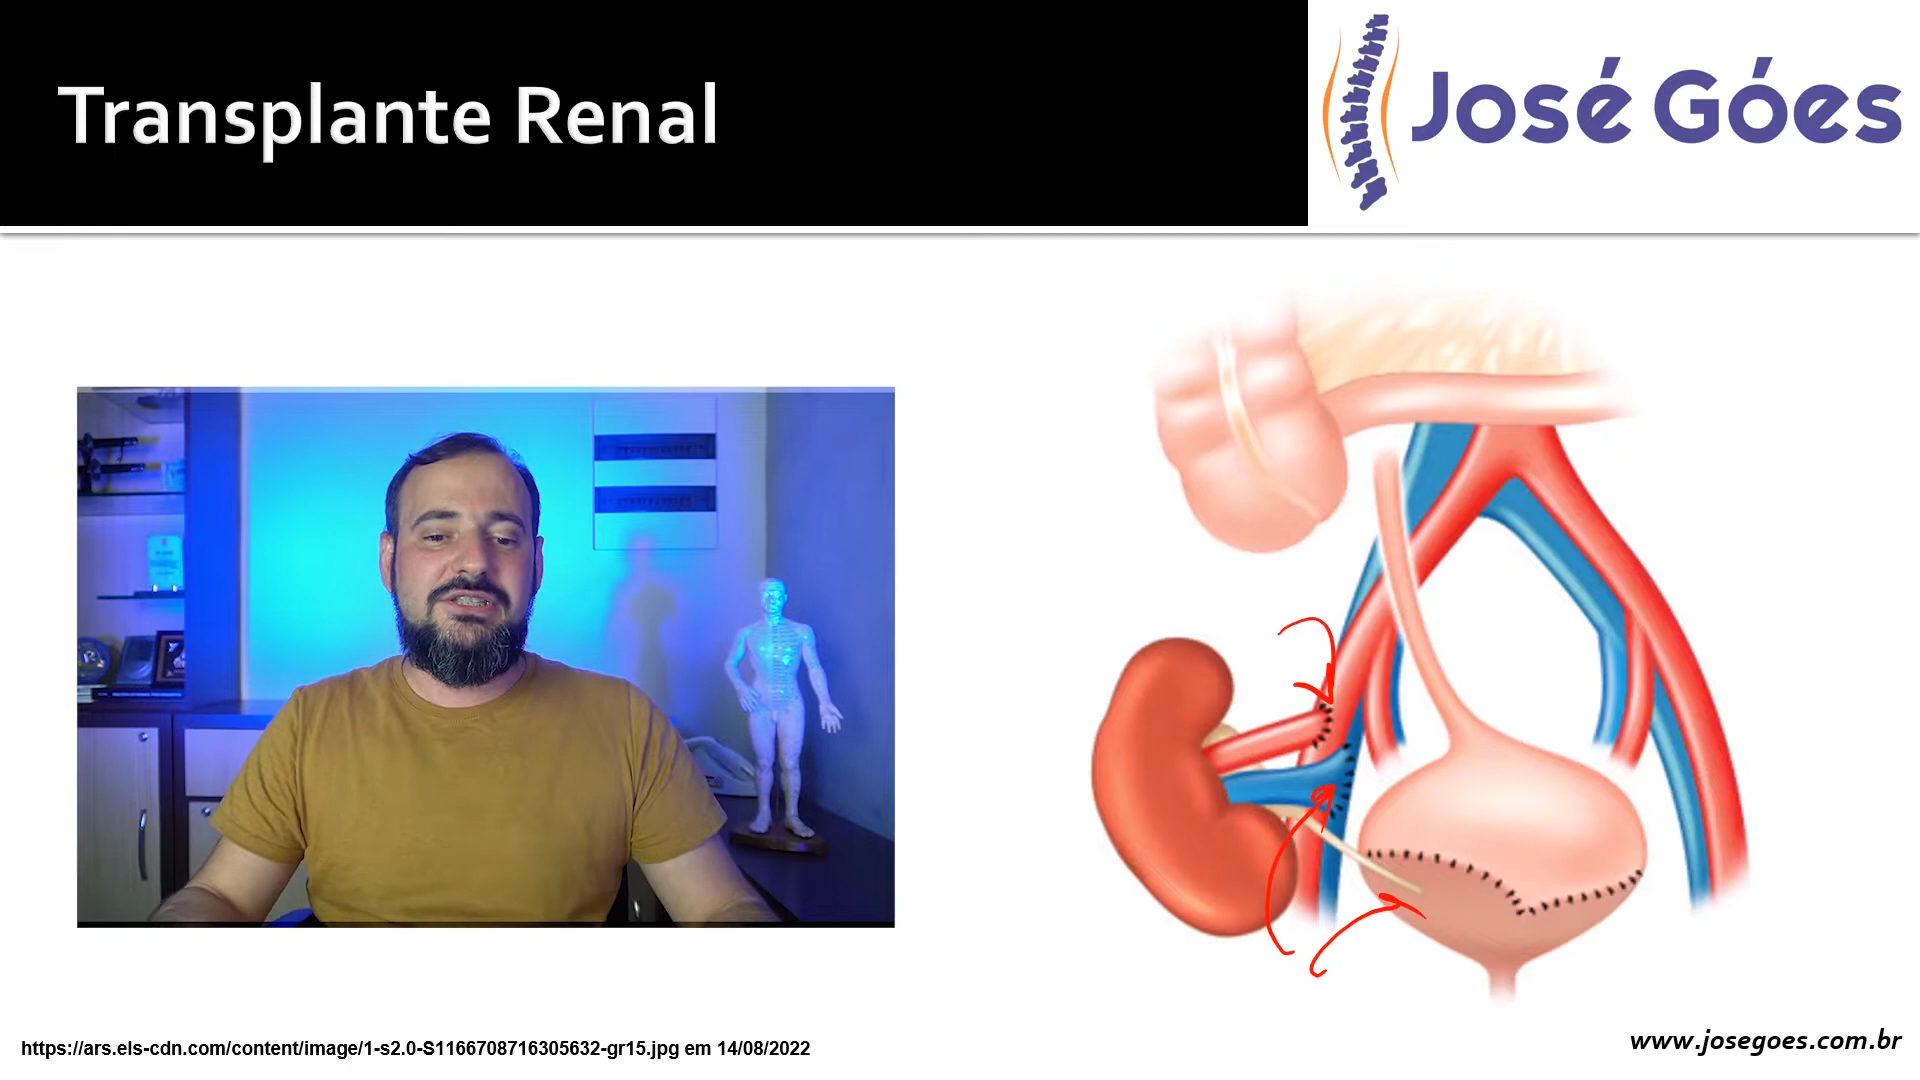 Transplante Renal
José Góes
https://ars.els-cdn.com/content/image/1-s2.0-S1166708716305632-gr15.jpg em 14/08/2022
www.josegoes.com.br